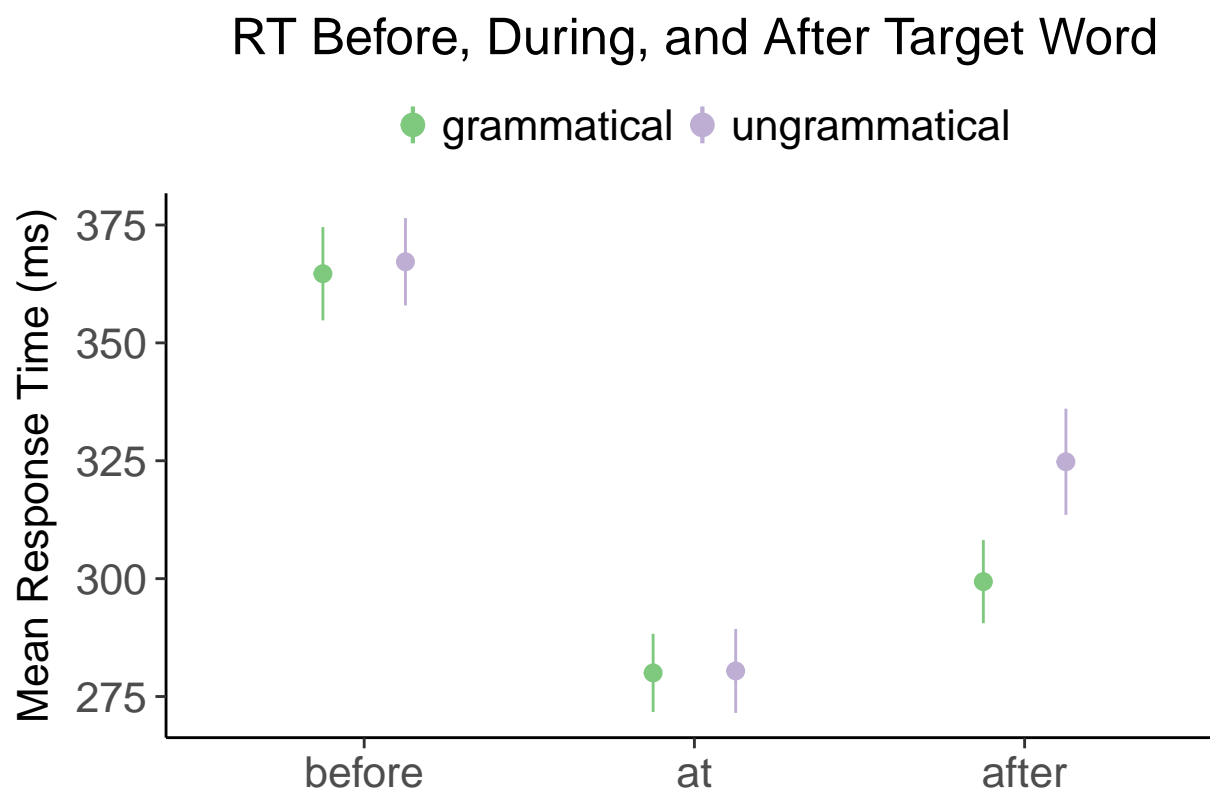 RT Before, During, and After Target Word
grammatical ungrammatical
Mean Response Time (ms)
375
350
325
300
275
before at after